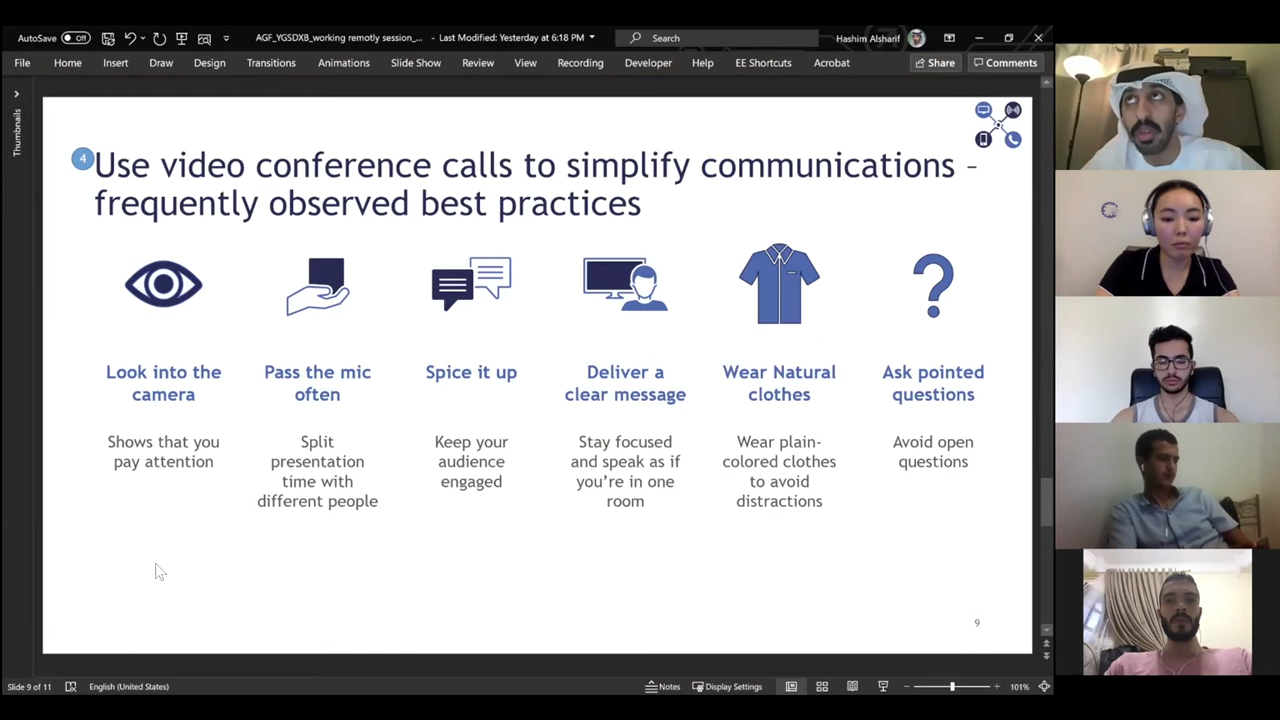 AutoSave Off AGF_YGSDXB_working remotly session_... - Last Modified: Yesterday at 6:18 PM Search Hashim Alsharif
File Home Insert Draw Design Transitions Animations Slide Show Review View Recording Developer Help EE Shortcuts Acrobat Share Comments
Thumbnails
4
Use video conference calls to simplify communications –
frequently observed best practices
Look into the
camera
Shows that you
pay attention
Pass the mic
often
Split
presentation
time with
different people
Spice it up
Keep your
audience
engaged
Deliver a
clear message
Stay focused
and speak as if
you're in one
room
Wear Natural
clothes
Wear plain-
colored clothes
to avoid
distractions
?
Ask pointed
questions
Avoid open
questions
9
Slide 9 of 11 English (United States) Notes Display Settings 101%